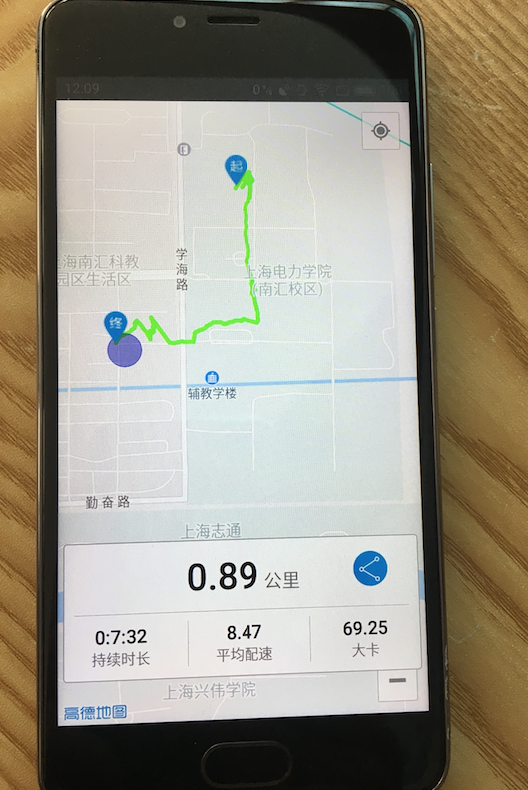 12:09
0%
起
学海路
上海南汇科教
园区生活区
上海电力学院
(南汇校区)
终
辅教学楼
勤奋路
上海志通
0.89 公里
0:7:32 8.47 69.25
持续时长 平均配速 大卡
上海兴伟学院
高德地图